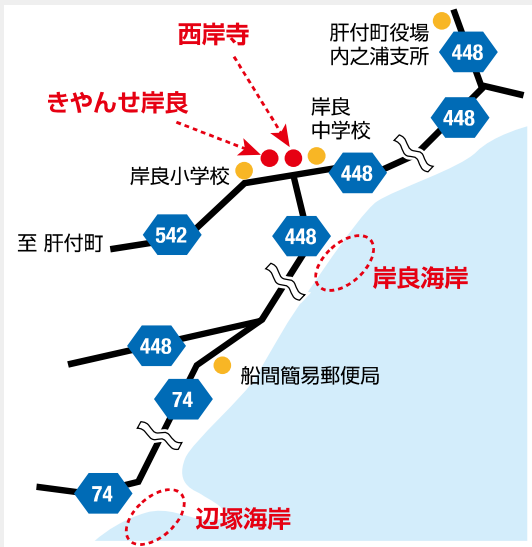 西岸寺
肝付町役場
内之浦支所
448
きやんせ岸良
岸良
中学校
448
岸良小学校
448
542
448
至 肝付町
岸良海岸
448
船間簡易郵便局
74
74
辺塚海岸